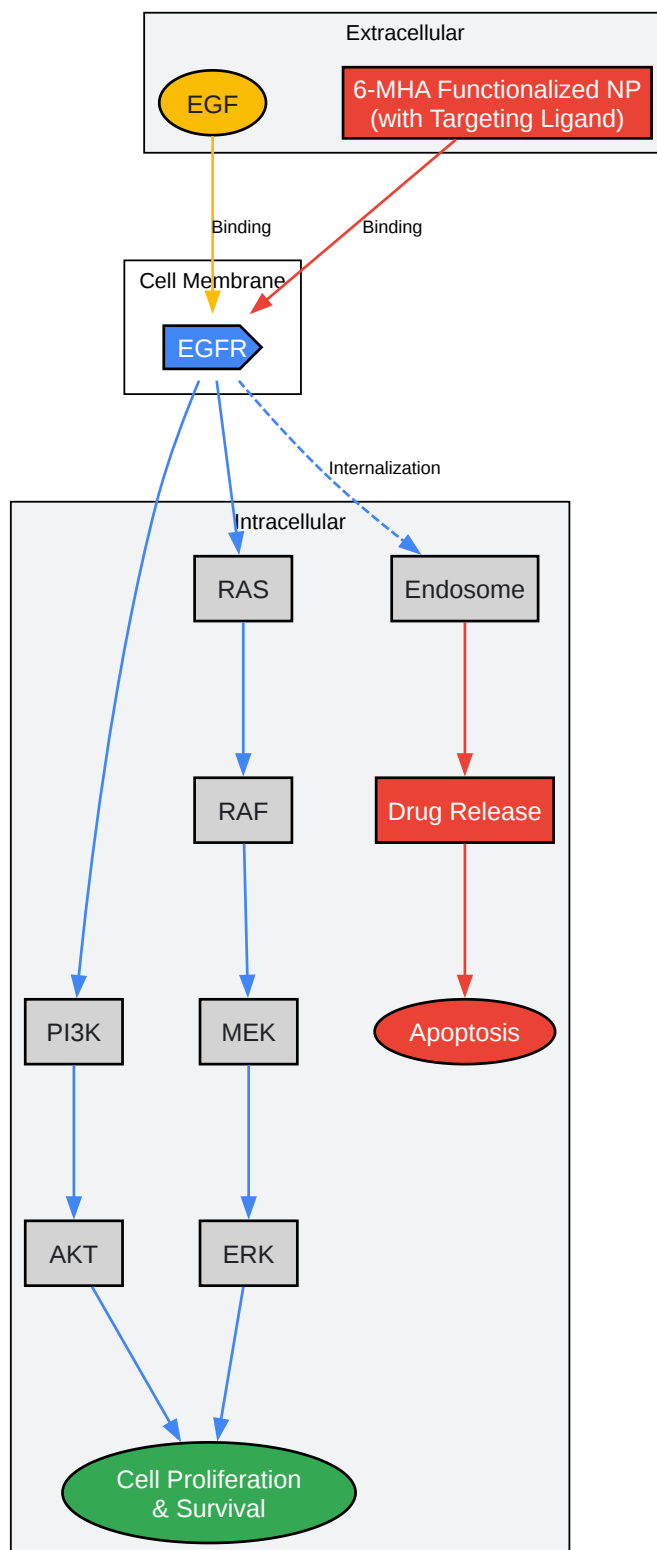 Extracellular
EGF
6-MHA Functionalized NP
(with Targeting Ligand)
Binding
Binding
Cell Membrane
EGFR
Internalization
Intracellular
RAS
Endosome
RAF
Drug Release
PI3K
MEK
Apoptosis
AKT
ERK
Cell Proliferation
& Survival